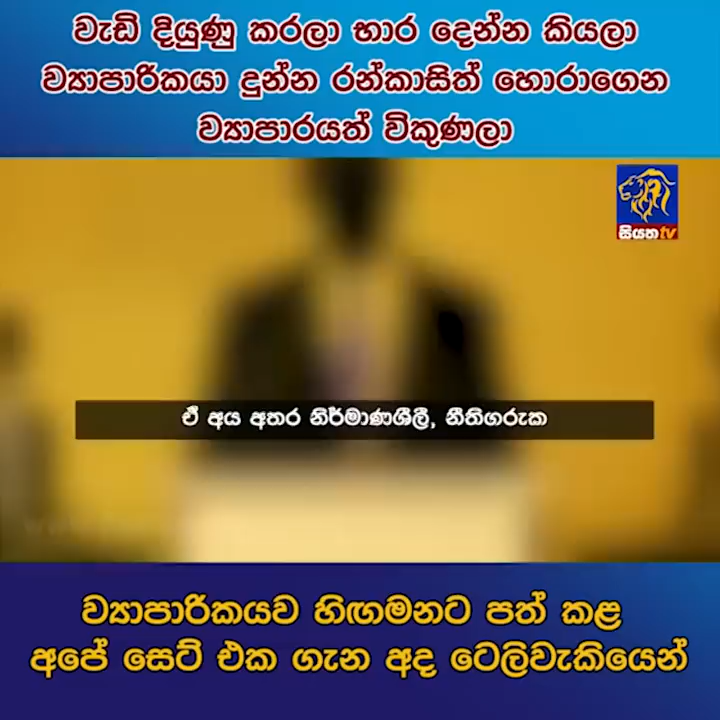 වැඩි දියුණු කරලා භාර දෙන්න කියලා
ව්‍යාපාරිකයා දුන්න රන්කාසිත් හොරාගෙන
ව්‍යාපාරයත් විකුණලා
සියත tv
ඒ අය අතර නිර්මාණශීලී, නීතිගරුක
ව්‍යාපාරිකයව හිඟමනට පත් කළ
අපේ සෙට් එක ගැන අද ටෙලිවැකියෙන්